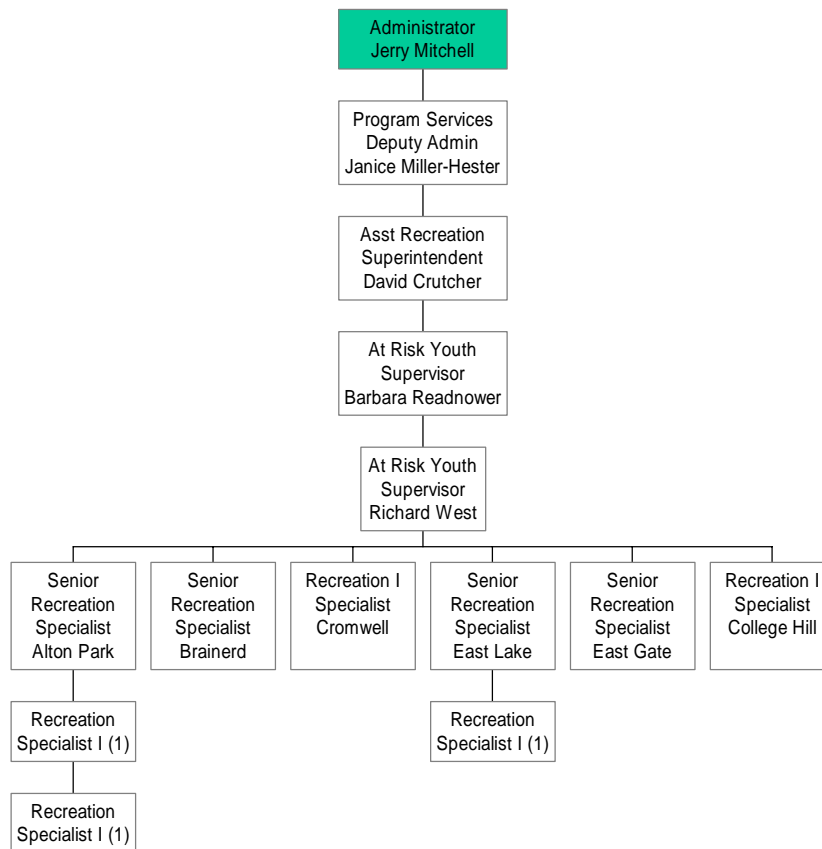 Administrator
Jerry Mitchell
Program Services
Deputy Admin
Janice Miller-Hester
Asst Recreation
Superintendent
David Crutcher
At Risk Youth
Supervisor
Barbara Readnower
At Risk Youth
Supervisor
Richard West
Senior
Recreation
Specialist
Alton Park
Senior
Recreation
Specialist
Brainerd
Recreation I
Specialist
Cromwell
Senior
Recreation
Specialist
East Lake
Senior
Recreation
Specialist
East Gate
Recreation I
Specialist
College Hill
Recreation
Specialist I (1)
Recreation
Specialist I (1)
Recreation
Specialist I (1)